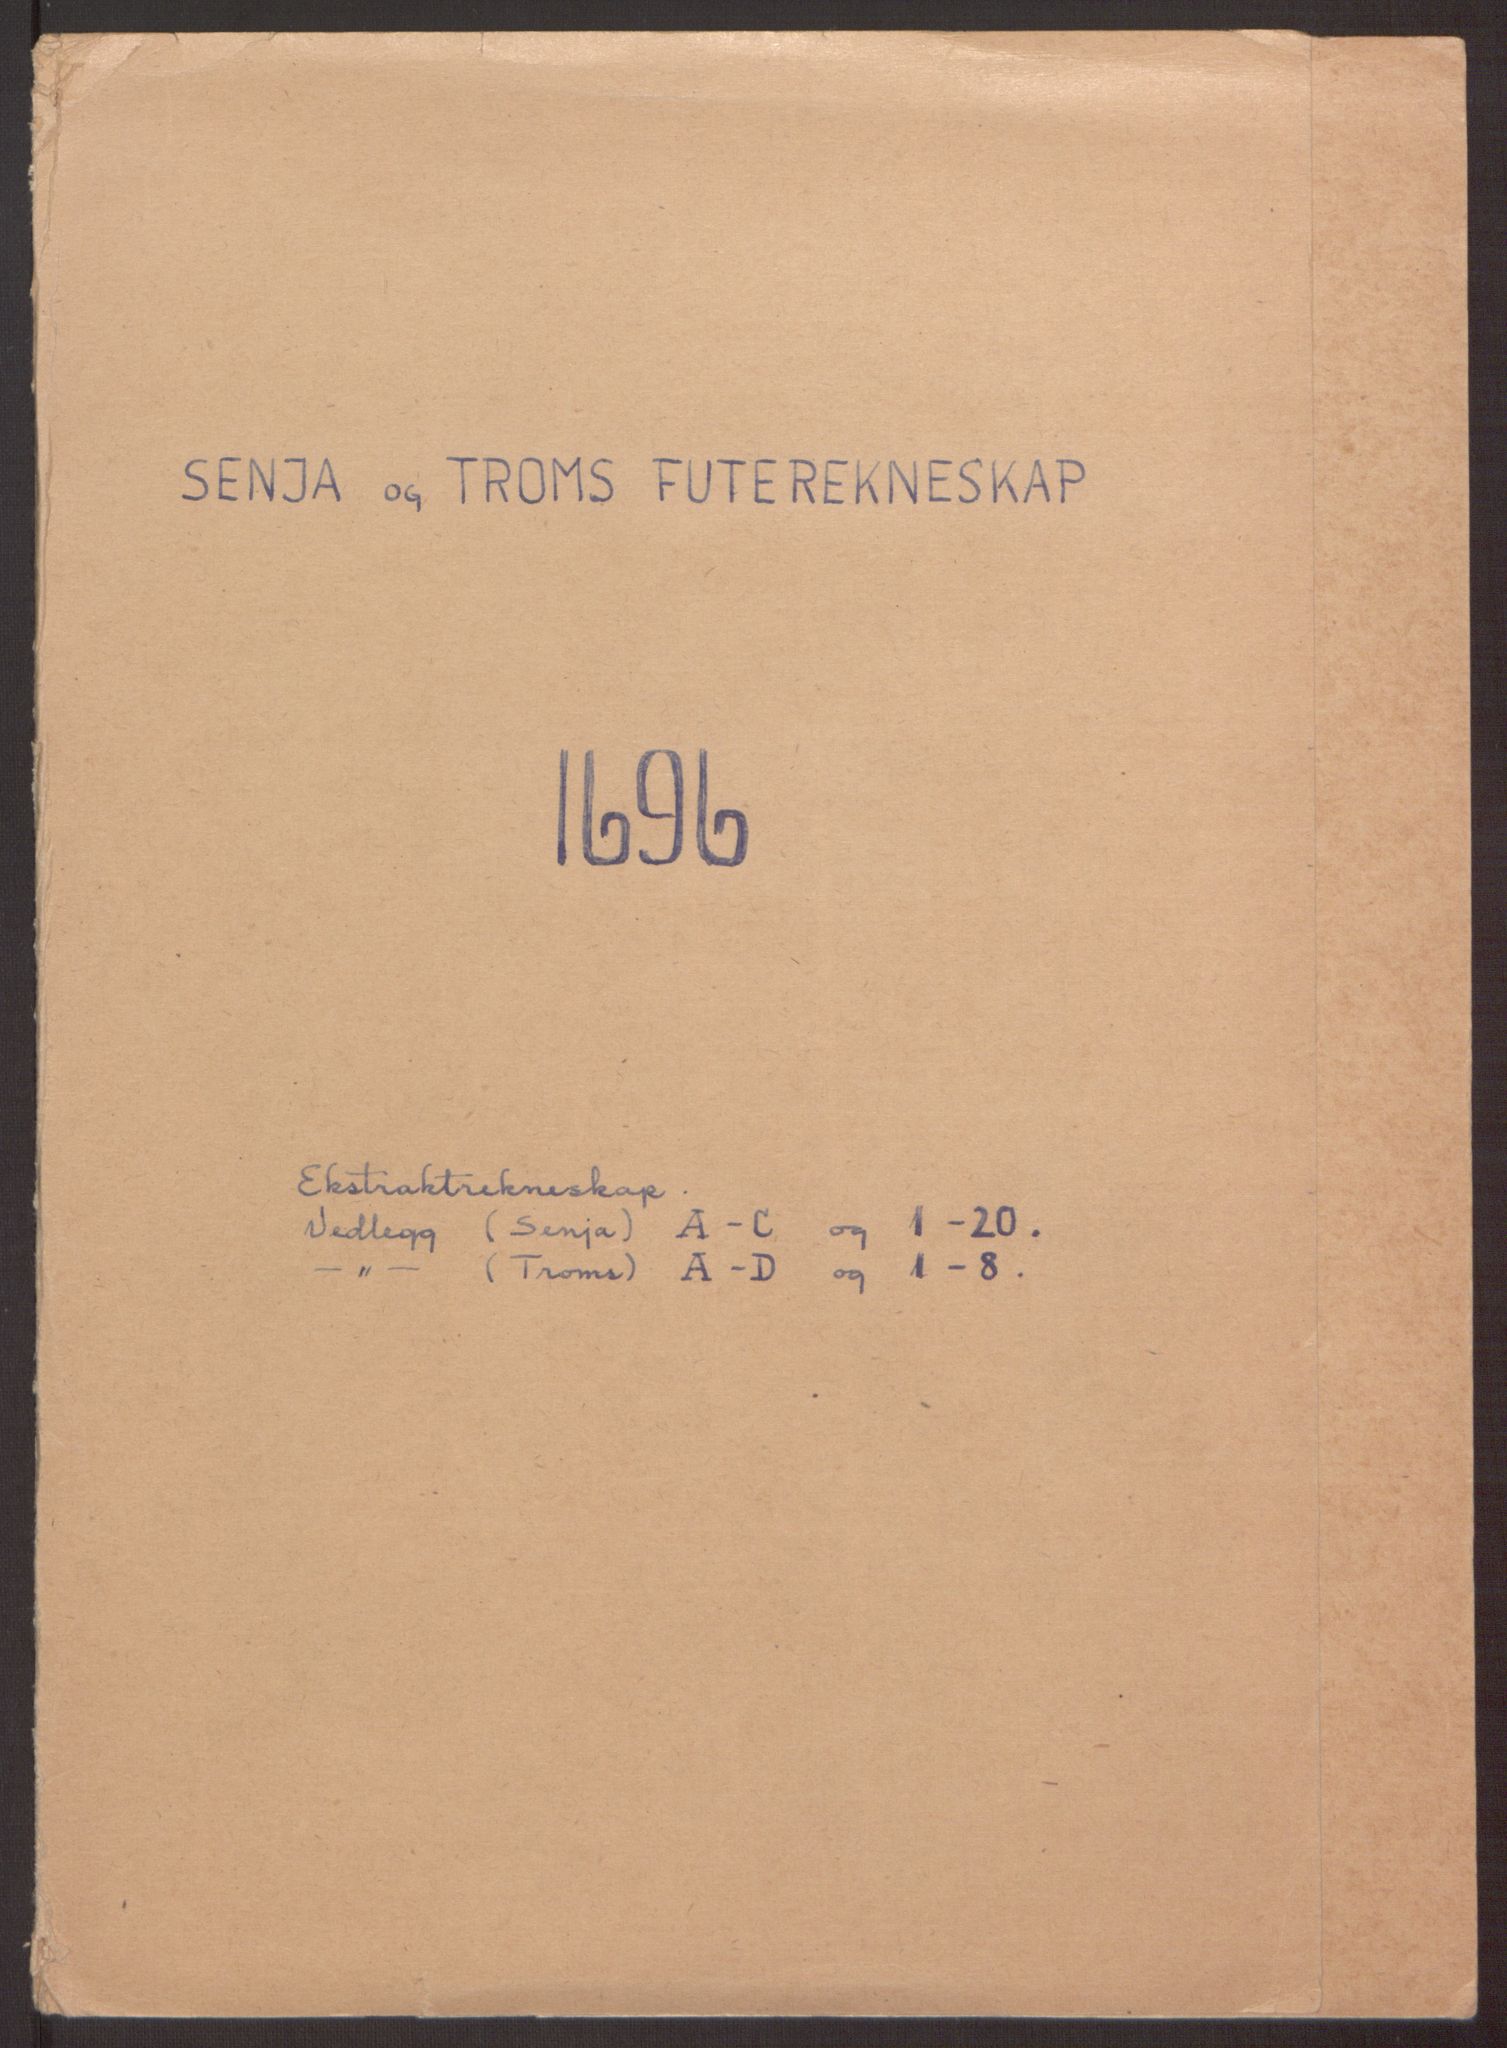 SENJA og TROMS FUTEREKNESKAP
1696
Ekstraktrekneskap.
Vedlegg (Senja) A-C og 1-20.
-"- (Troms) A-D og 1-8.